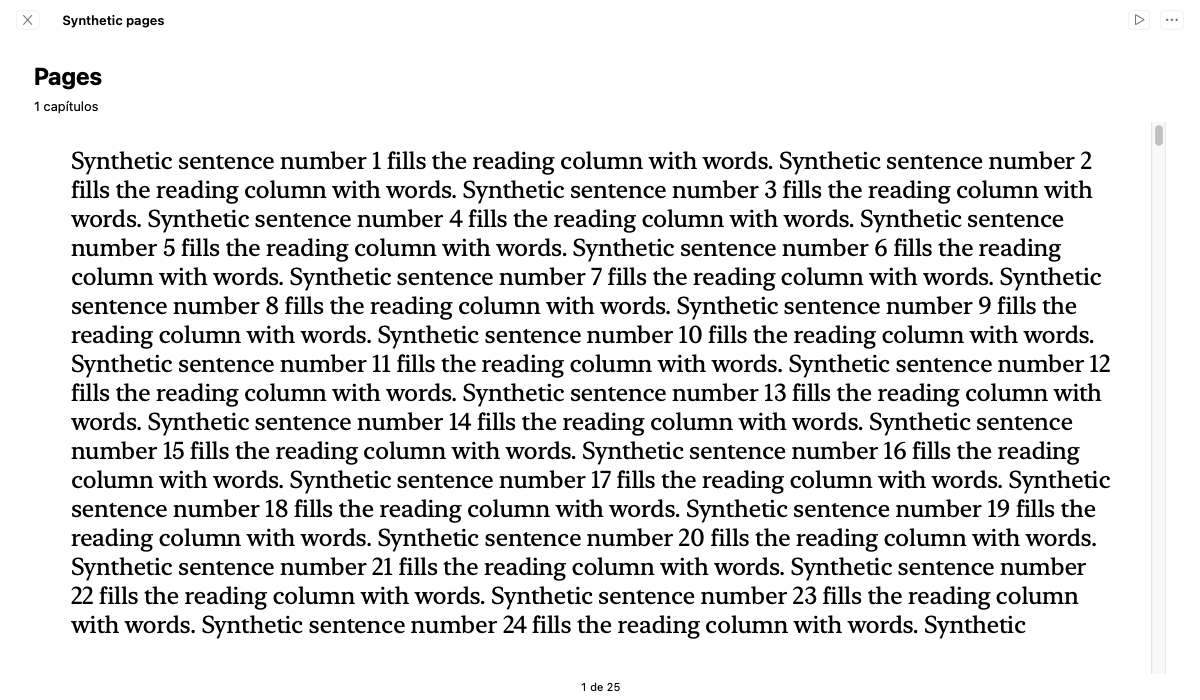 Synthetic pages
Pages
1 capítulos
Synthetic sentence number 1 fills the reading column with words. Synthetic sentence number 2
fills the reading column with words. Synthetic sentence number 3 fills the reading column with
words. Synthetic sentence number 4 fills the reading column with words. Synthetic sentence
number 5 fills the reading column with words. Synthetic sentence number 6 fills the reading
column with words. Synthetic sentence number 7 fills the reading column with words. Synthetic
sentence number 8 fills the reading column with words. Synthetic sentence number 9 fills the
reading column with words. Synthetic sentence number 10 fills the reading column with words.
Synthetic sentence number 11 fills the reading column with words. Synthetic sentence number 12
fills the reading column with words. Synthetic sentence number 13 fills the reading column with
words. Synthetic sentence number 14 fills the reading column with words. Synthetic sentence
number 15 fills the reading column with words. Synthetic sentence number 16 fills the reading
column with words. Synthetic sentence number 17 fills the reading column with words. Synthetic
sentence number 18 fills the reading column with words. Synthetic sentence number 19 fills the
reading column with words. Synthetic sentence number 20 fills the reading column with words.
Synthetic sentence number 21 fills the reading column with words. Synthetic sentence number
22 fills the reading column with words. Synthetic sentence number 23 fills the reading column
with words. Synthetic sentence number 24 fills the reading column with words. Synthetic
1 de 25